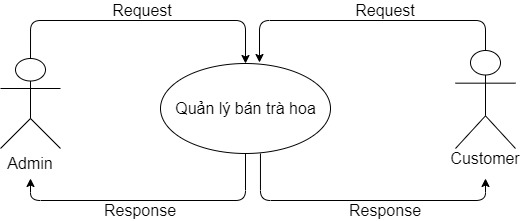 Request
Request
Quản lý bán trà hoa
Admin
Customer
Response
Response